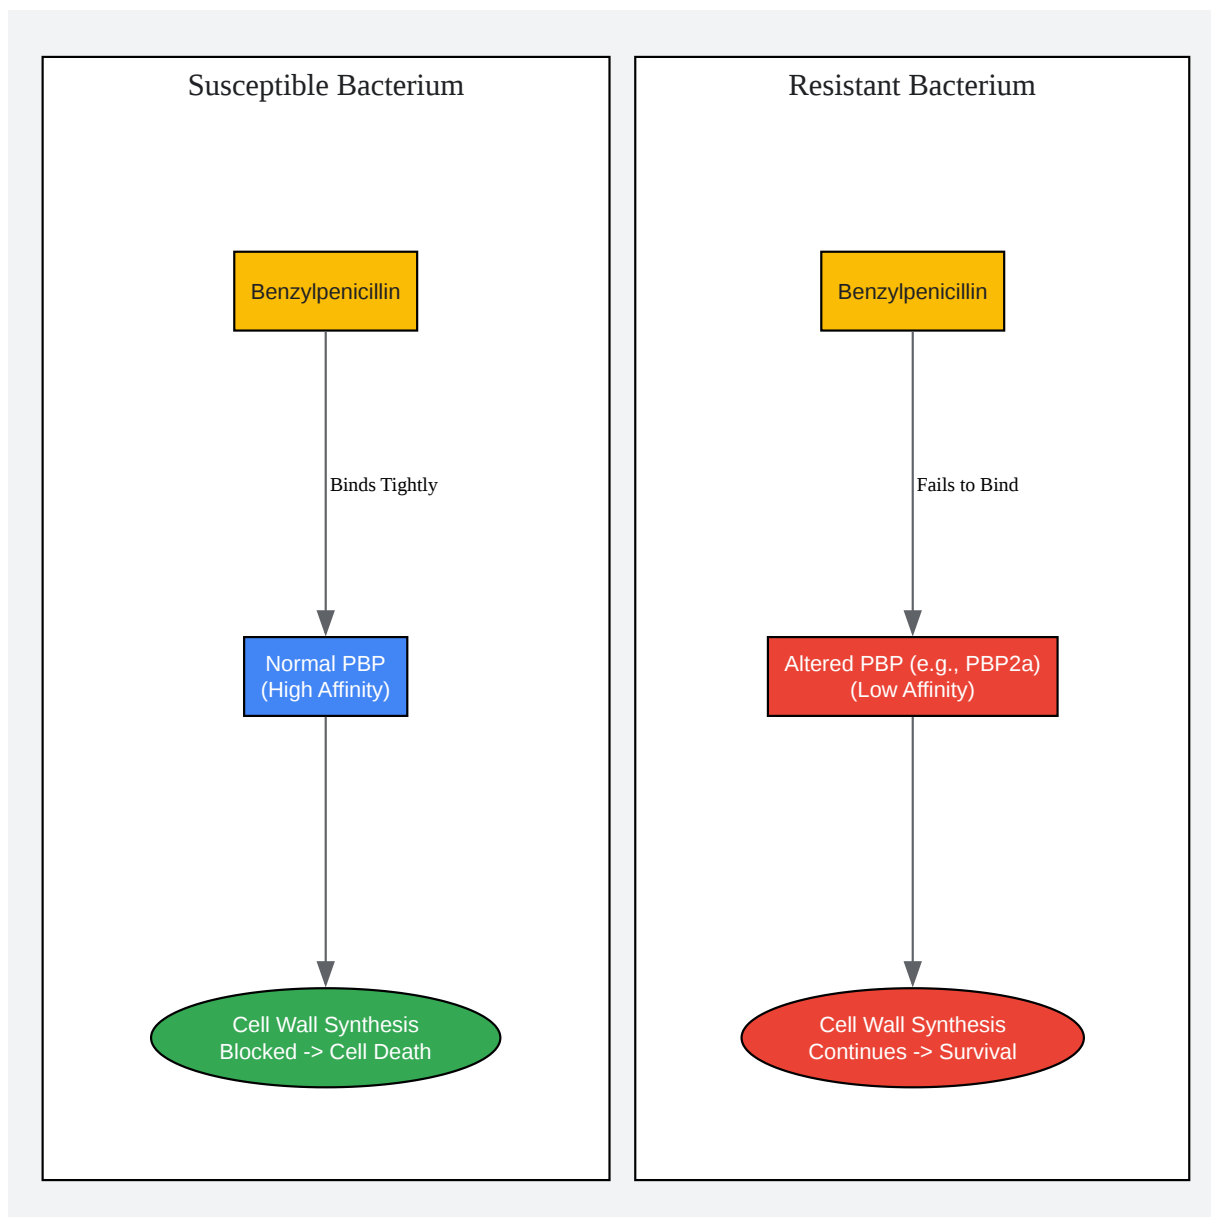 Susceptible Bacterium
Benzylpenicillin
Binds Tightly
Normal PBP
(High Affinity)
Cell Wall Synthesis
Blocked -> Cell Death
Resistant Bacterium
Benzylpenicillin
Fails to Bind
Altered PBP (e.g., PBP2a)
(Low Affinity)
Cell Wall Synthesis
Continues -> Survival